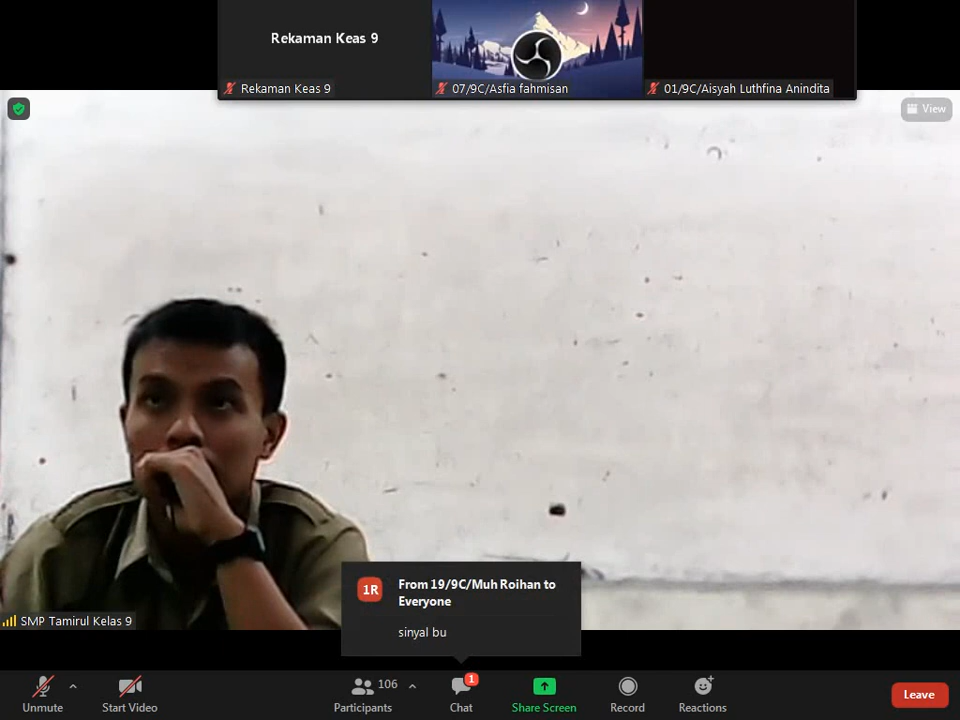 Rekaman Keas 9
Rekaman Keas 9
07/9C/Asfia fahmisan
01/9C/Aisyah Luthfina Anindita
View
SMP Tamirul Kelas 9
1R
From 19/9C/Muh Roihan to
Everyone
sinyal bu
106
1
Unmute
Start Video
Participants
Chat
Share Screen
Record
Reactions
Leave